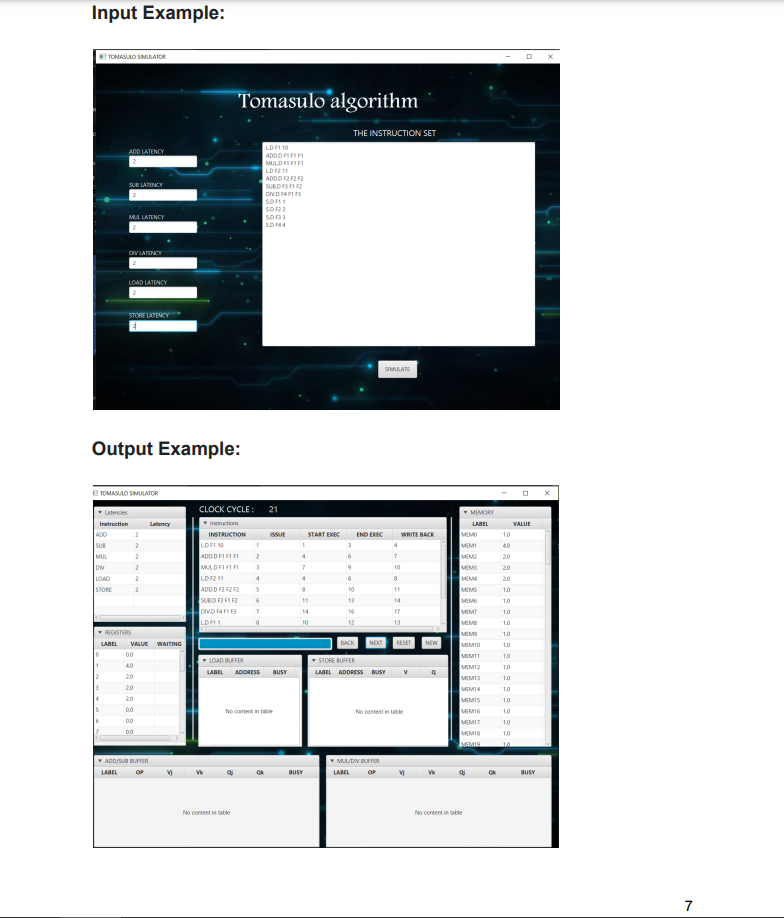 Input Example:
TOMASULO SIMULATOR
Tomasulo algorithm
THE INSTRUCTION SET
ADD LATENCY
2
SUB LATENCY
2
MUL LATENCY
2
DIV LATENCY
2
LOAD LATENCY
2
STORE LATENCY
2
L.D F1 10
ADD.D F1 F1 F1
MUL.D F1 F1 F1
L.D F2 11
ADD.D F2 F2 F2
SUB.D F3 F1 F2
DIV.D F4 F1 F3
S.D F1 1
S.D F2 2
S.D F3 3
S.D F4 4
SIMULATE
Output Example:
TOMASULO SIMULATOR
Latencies
Instruction Latency
ADD 2
SUB 2
MUL 2
DIV 2
LOAD 2
STORE 2
REGISTERS
LABEL VALUE WAITING
0 0.0
1 4.0
2 2.0
3 2.0
4 2.0
5 0.0
6 0.0
7 0.0
CLOCK CYCLE : 21
Instructions
INSTRUCTION ISSUE START EXEC END EXEC WRITE BACK
L.D F1 10 1 1 3 4
ADD.D F1 F1 F1 2 4 6 7
MUL.D F1 F1 F1 3 7 9 10
L.D F2 11 4 4 6 8
ADD.D F2 F2 F2 5 8 10 11
SUB.D F3 F1 F2 6 11 13 14
DIV.D F4 F1 F3 7 14 16 17
L.D F1 1 8 10 12 13
BACK NEXT RESET NEW
LOAD BUFFER
LABEL ADDRESS BUSY
No content in table
STORE BUFFER
LABEL ADDRESS BUSY V Q
No content in table
MEMORY
LABEL VALUE
MEM0 1.0
MEM1 4.0
MEM2 2.0
MEM3 2.0
MEM4 2.0
MEM5 1.0
MEM6 1.0
MEM7 1.0
MEM8 1.0
MEM9 1.0
MEM10 1.0
MEM11 1.0
MEM12 1.0
MEM13 1.0
MEM14 1.0
MEM15 1.0
MEM16 1.0
MEM17 1.0
MEM18 1.0
MEM19 1.0
ADD/SUB BUFFER
LABEL OP Vj Vk Qj Qk BUSY
No content in table
MUL/DIV BUFFER
LABEL OP Vj Vk Qj Qk BUSY
No content in table
7